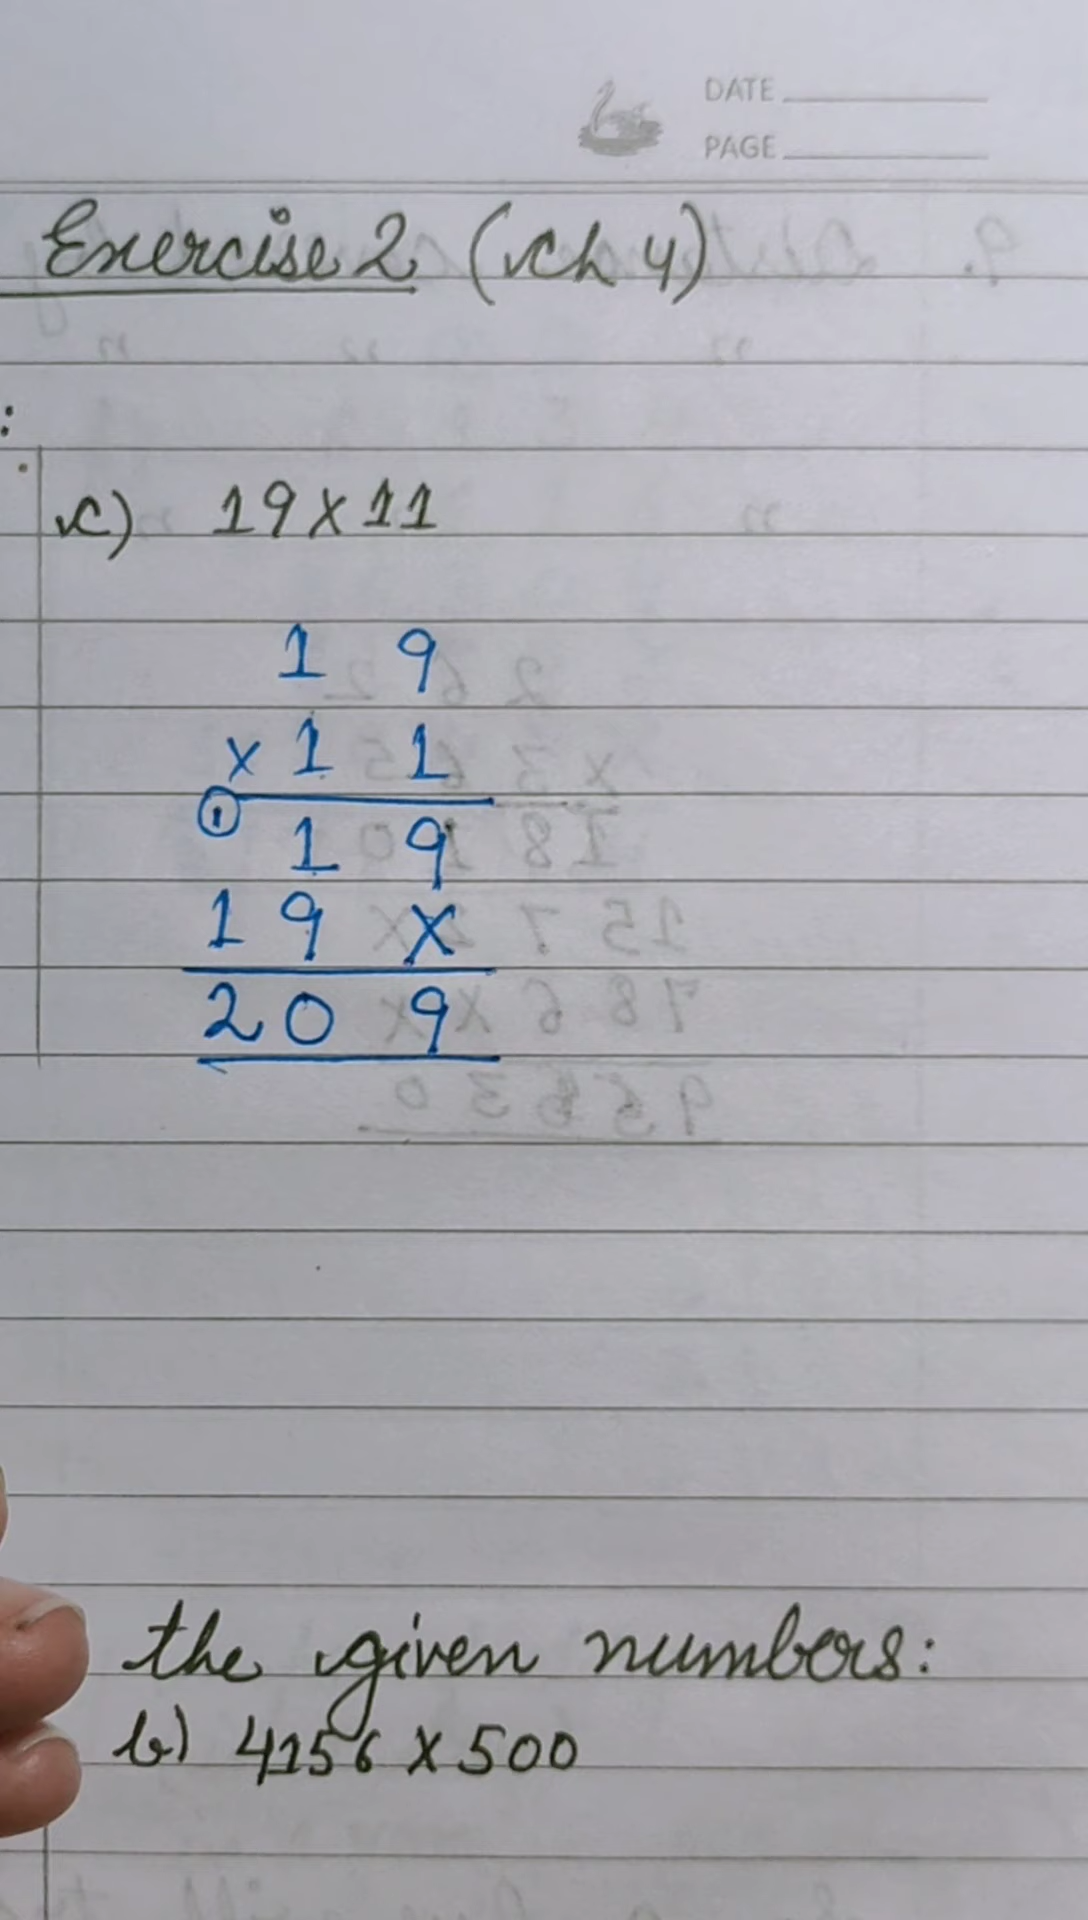 DATE
PAGE
Exercise 2 (Ch 4)
:
c) 19 x 11
1 9
x 1 1
1
1 9
1 9 x
2 0 9
the given numbers:
b) 4156 x 500